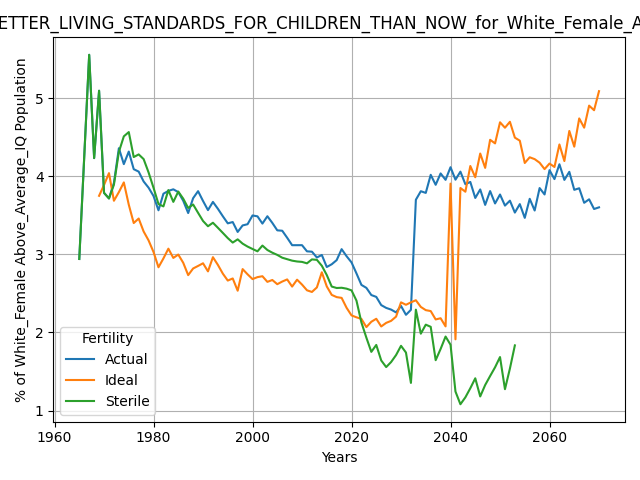 ETTER_LIVING_STANDARDS_FOR_CHILDREN_THAN_NOW_for_White_Female_A
% of White_Female Above_Average_IQ Population
5
4
3
2
1
Fertility
Actual
Ideal
Sterile
1960
1980
2000
2020
2040
2060
Years